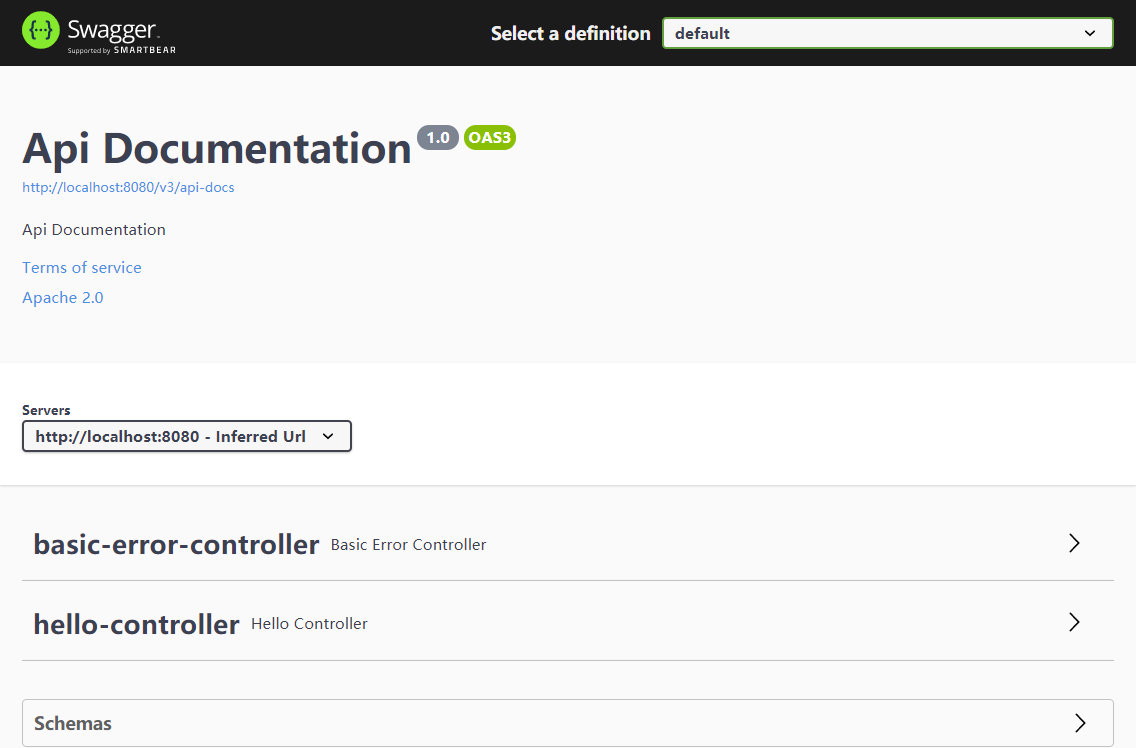 {···} Swagger™
Supported by SMARTBEAR
Select a definition
default
Api Documentation 1.0 OAS3
http://localhost:8080/v3/api-docs
Api Documentation
Terms of service
Apache 2.0
Servers
http://localhost:8080 - Inferred Url
basic-error-controller Basic Error Controller
hello-controller Hello Controller
Schemas